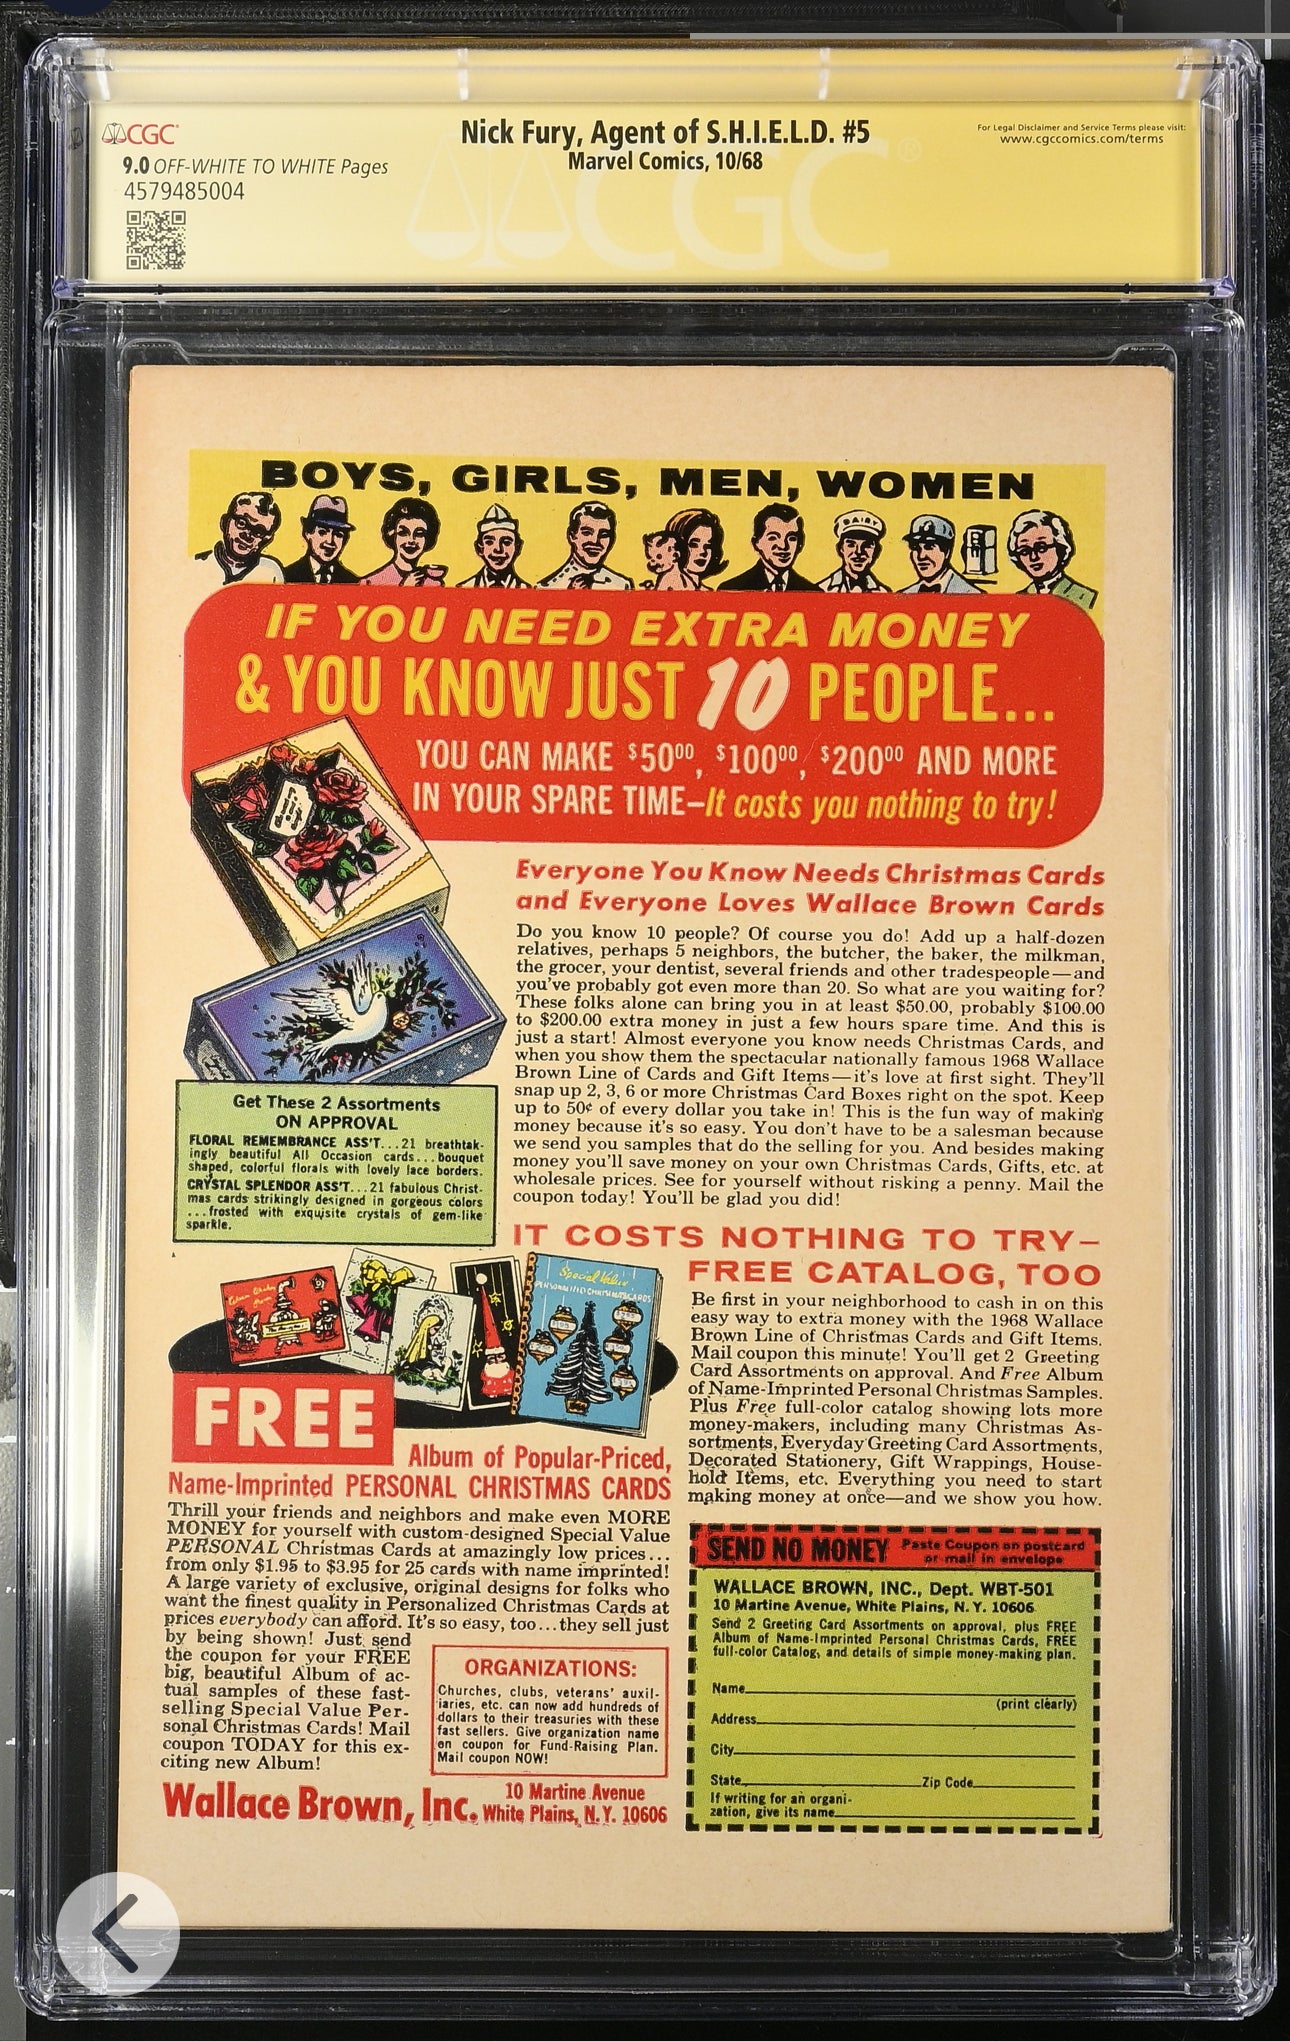 CGC
Nick Fury, Agent of S.H.I.E.L.D. #5
For Legal Disclaimer and Service Terms please visit:
www.cgccomics.com/terms
9.0 OFF-WHITE TO WHITE Pages
Marvel Comics, 10/68
4579485004
CGC
BOYS, GIRLS, MEN, WOMEN
DAIRY
IF YOU NEED EXTRA MONEY
& YOU KNOW JUST 10 PEOPLE...
YOU CAN MAKE $50⁰⁰, $100⁰⁰, $200⁰⁰ AND MORE
IN YOUR SPARE TIME—It costs you nothing to try!
Everyone You Know Needs Christmas Cards
and Everyone Loves Wallace Brown Cards
Do you know 10 people? Of course you do! Add up a half-dozen
relatives, perhaps 5 neighbors, the butcher, the baker, the milkman,
the grocer, your dentist, several friends and other tradespeople—and
you've probably got even more than 20. So what are you waiting for?
These folks alone can bring you in at least $50.00, probably $100.00
to $200.00 extra money in just a few hours spare time. And this is
just a start! Almost everyone you know needs Christmas Cards, and
when you show them the spectacular nationally famous 1968 Wallace
Brown Line of Cards and Gift Items—it's love at first sight. They'll
snap up 2, 3, 6 or more Christmas Card Boxes right on the spot. Keep
up to 50¢ of every dollar you take in! This is the fun way of making
money because it's so easy. You don't have to be a salesman because
we send you samples that do the selling for you. And besides making
money you'll save money on your own Christmas Cards, Gifts, etc. at
wholesale prices. See for yourself without risking a penny. Mail the
coupon today! You'll be glad you did!
Get These 2 Assortments
ON APPROVAL
FLORAL REMEMBRANCE ASS'T...21 breathtak-
ingly beautiful All Occasion cards...bouquet
shaped, colorful florals with lovely lace borders.
CRYSTAL SPLENDOR ASS'T...21 fabulous Christ-
mas cards strikingly designed in gorgeous colors
...frosted with exquisite crystals of gem-like
sparkle.
IT COSTS NOTHING TO TRY—
FREE CATALOG, TOO
Be first in your neighborhood to cash in on this
easy way to extra money with the 1968 Wallace
Brown Line of Christmas Cards and Gift Items.
Mail coupon this minute! You'll get 2 Greeting
Card Assortments on approval. And Free Album
of Name-Imprinted Personal Christmas Samples.
Plus Free full-color catalog showing lots more
money-makers, including many Christmas As-
sortments, Everyday Greeting Card Assortments,
Decorated Stationery, Gift Wrappings, House-
hold Items, etc. Everything you need to start
making money at once—and we show you how.
Special Value
PERSONALIZED CHRISTMAS CARDS
FREE
Album of Popular-Priced,
Name-Imprinted PERSONAL CHRISTMAS CARDS
Thrill your friends and neighbors and make even MORE
MONEY for yourself with custom-designed Special Value
PERSONAL Christmas Cards at amazingly low prices...
from only $1.95 to $3.95 for 25 cards with name imprinted!
A large variety of exclusive, original designs for folks who
want the finest quality in Personalized Christmas Cards at
prices everybody can afford. It's so easy, too...they sell just
by being shown! Just send
the coupon for your FREE
big, beautiful Album of ac-
tual samples of these fast-
selling Special Value Per-
sonal Christmas Cards! Mail
coupon TODAY for this ex-
citing new Album!
ORGANIZATIONS:
Churches, clubs, veterans' auxil-
iaries, etc. can now add hundreds of
dollars to their treasuries with these
fast sellers. Give organization name
on coupon for Fund-Raising Plan.
Mail coupon NOW!
Wallace Brown, Inc. 10 Martine Avenue
White Plains, N.Y. 10606
SEND NO MONEY Paste Coupon on postcard
or mail in envelope
WALLACE BROWN, INC., Dept. WBT-501
10 Martine Avenue, White Plains, N. Y. 10606
Send 2 Greeting Card Assortments on approval, plus FREE
Album of Name-Imprinted Personal Christmas Cards, FREE
full-color Catalog, and details of simple money-making plan.
Name
(print clearly)
Address
City
State Zip Code
If writing for an organi-
zation, give its name